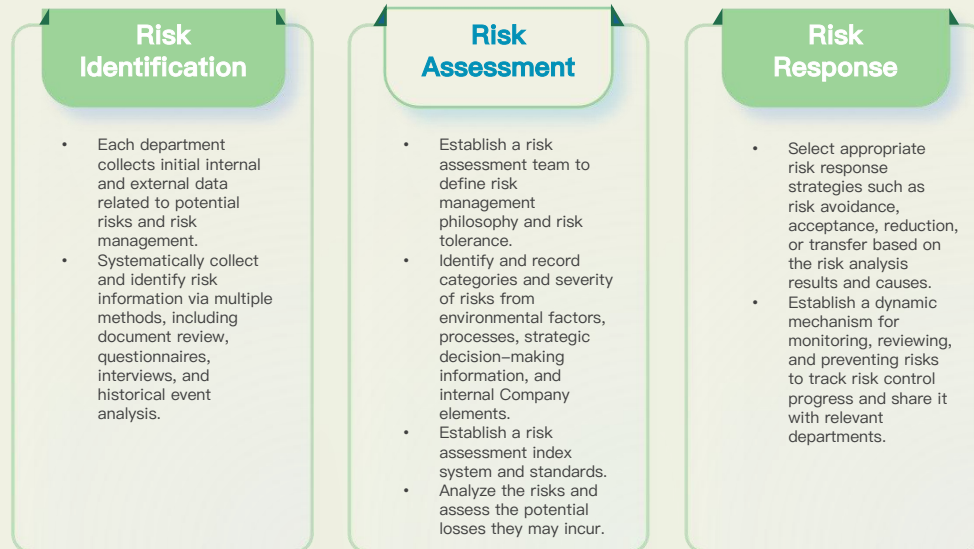 Risk
Identification
• Each department
collects initial internal
and external data
related to potential
risks and risk
management.
• Systematically collect
and identify risk
information via multiple
methods, including
document review,
questionnaires,
interviews, and
historical event
analysis.
Risk
Assessment
• Establish a risk
assessment team to
define risk
management
philosophy and risk
tolerance.
• Identify and record
categories and severity
of risks from
environmental factors,
processes, strategic
decision–making
information, and
internal Company
elements.
• Establish a risk
assessment index
system and standards.
• Analyze the risks and
assess the potential
losses they may incur.
Risk
Response
• Select appropriate
risk response
strategies such as
risk avoidance,
acceptance, reduction,
or transfer based on
the risk analysis
results and causes.
• Establish a dynamic
mechanism for
monitoring, reviewing,
and preventing risks
to track risk control
progress and share it
with relevant
departments.